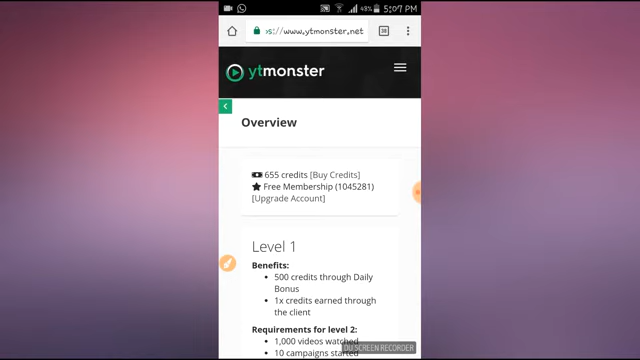 48% 5:07 PM
s://www.ytmonster.net 38
ytmonster
Overview
655 credits [Buy Credits]
Free Membership (1045281)
[Upgrade Account]
Level 1
Benefits:
500 credits through Daily
Bonus
1x credits earned through
the client
Requirements for level 2:
1,000 videos watched
10 campaigns started
DU SCREEN RECORDER